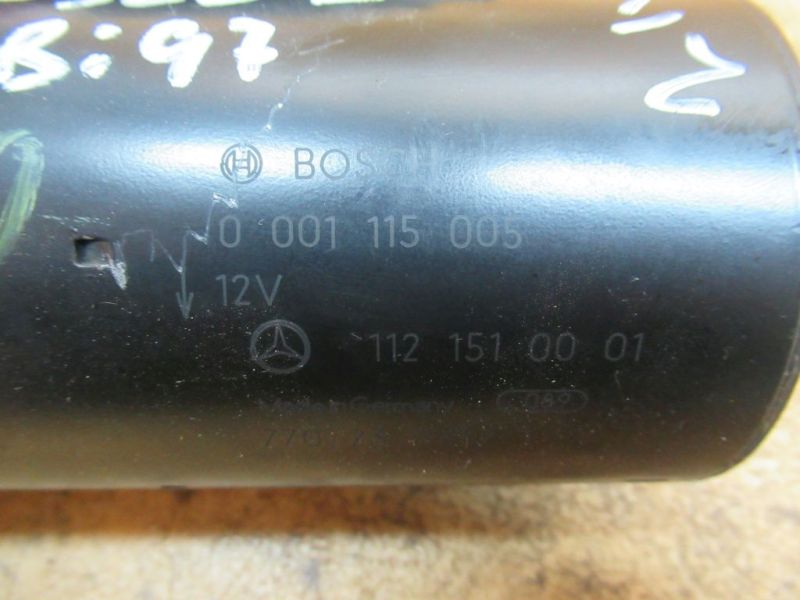 B:97
BOSCH
0 001 115 005
12V
112 151 00 01
Made in Germany